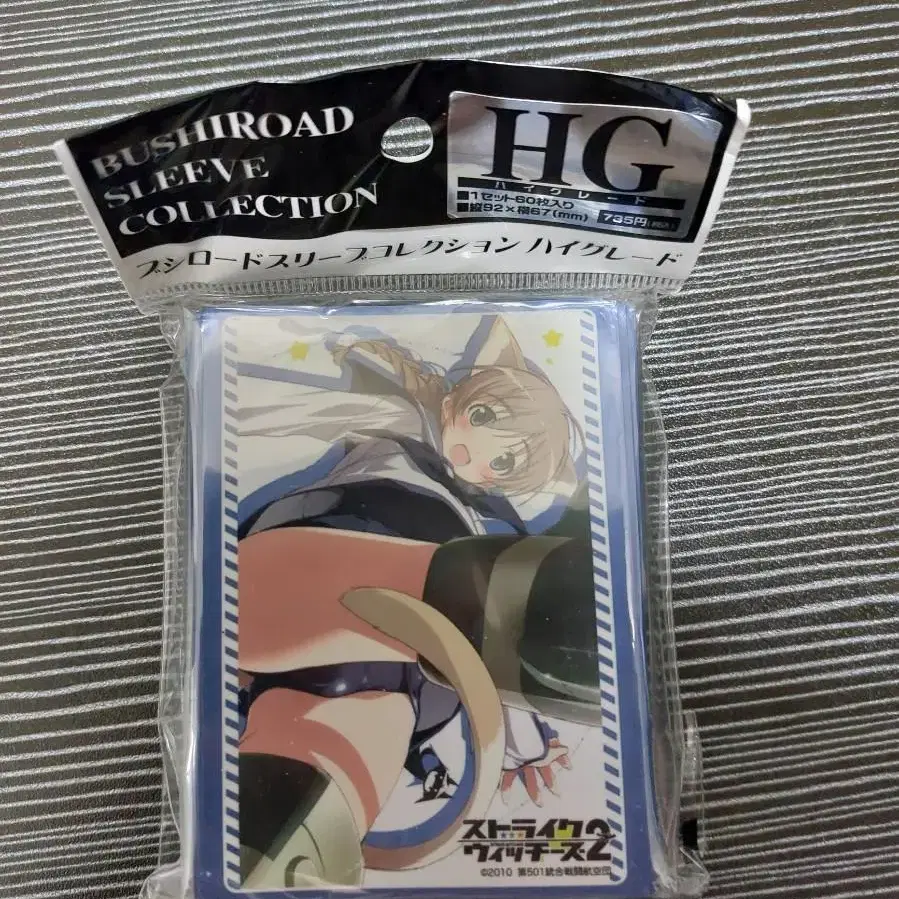 BUSHIROAD
SLEEVE
COLLECTION
HG
ハイグレード
■1セット60枚入り
■縦92×横67(mm)
735円(税込)
ブシロードスリーブコレクション ハイグレード
ストライク
ウィッチーズ2
©2010 第501統合戦闘航空団